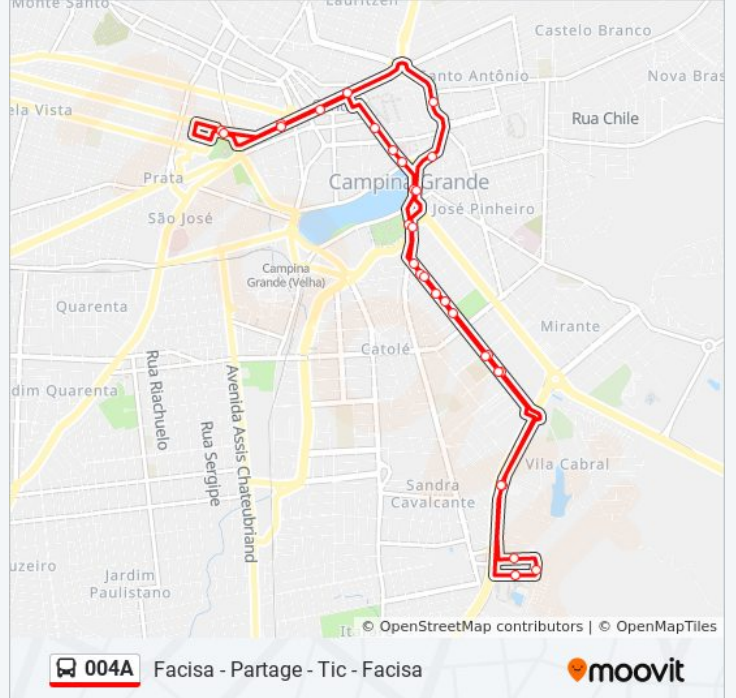 Monte Santo
Lauritzen
Castelo Branco
anto Antônio
Nova Bras
ela Vista
Rua Chile
Prata
Campina Grande
José Pinheiro
São José
Campina
Grande (Velha)
Quarenta
Mirante
Catolé
dim Quarenta
Rua Riachuelo
Avenida Assis Chateubriand
Rua Sergipe
Vila Cabral
Sandra
Cavalcante
uzeiro
Jardim
Paulistano
© OpenStreetMap contributors | © OpenMapTiles
004A Facisa - Partage - Tic - Facisa
moovit